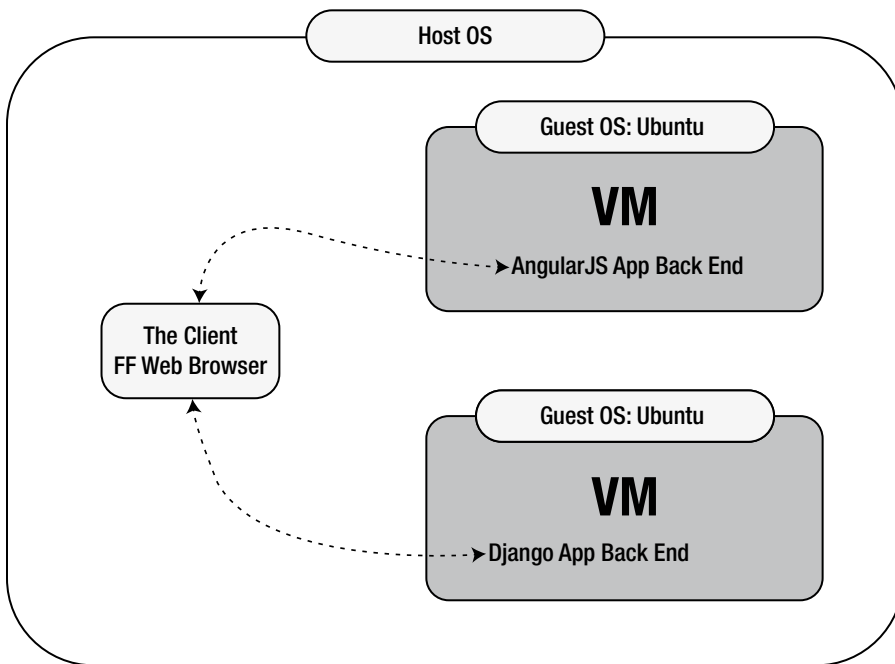 Host OS
Guest OS: Ubuntu
VM
AngularJS App Back End
The Client
FF Web Browser
Guest OS: Ubuntu
VM
Django App Back End